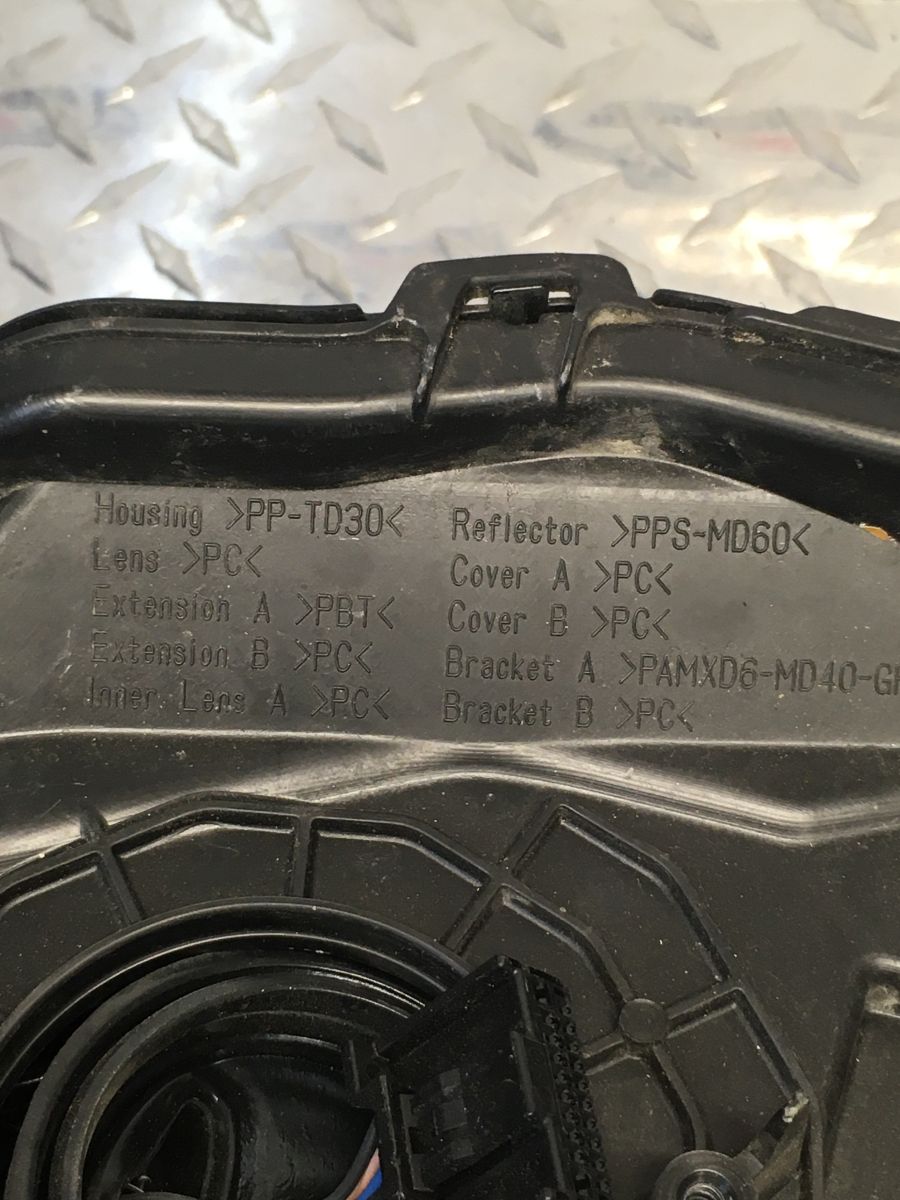 Housing >PP-TD30<
Lens >PC<
Extension A >PBT<
Extension B >PC<
Inner Lens A >PC<
Reflector >PPS-MD60<
Cover A >PC<
Cover B >PC<
Bracket A >PAMXD6-MD40-G
Bracket B >PC<